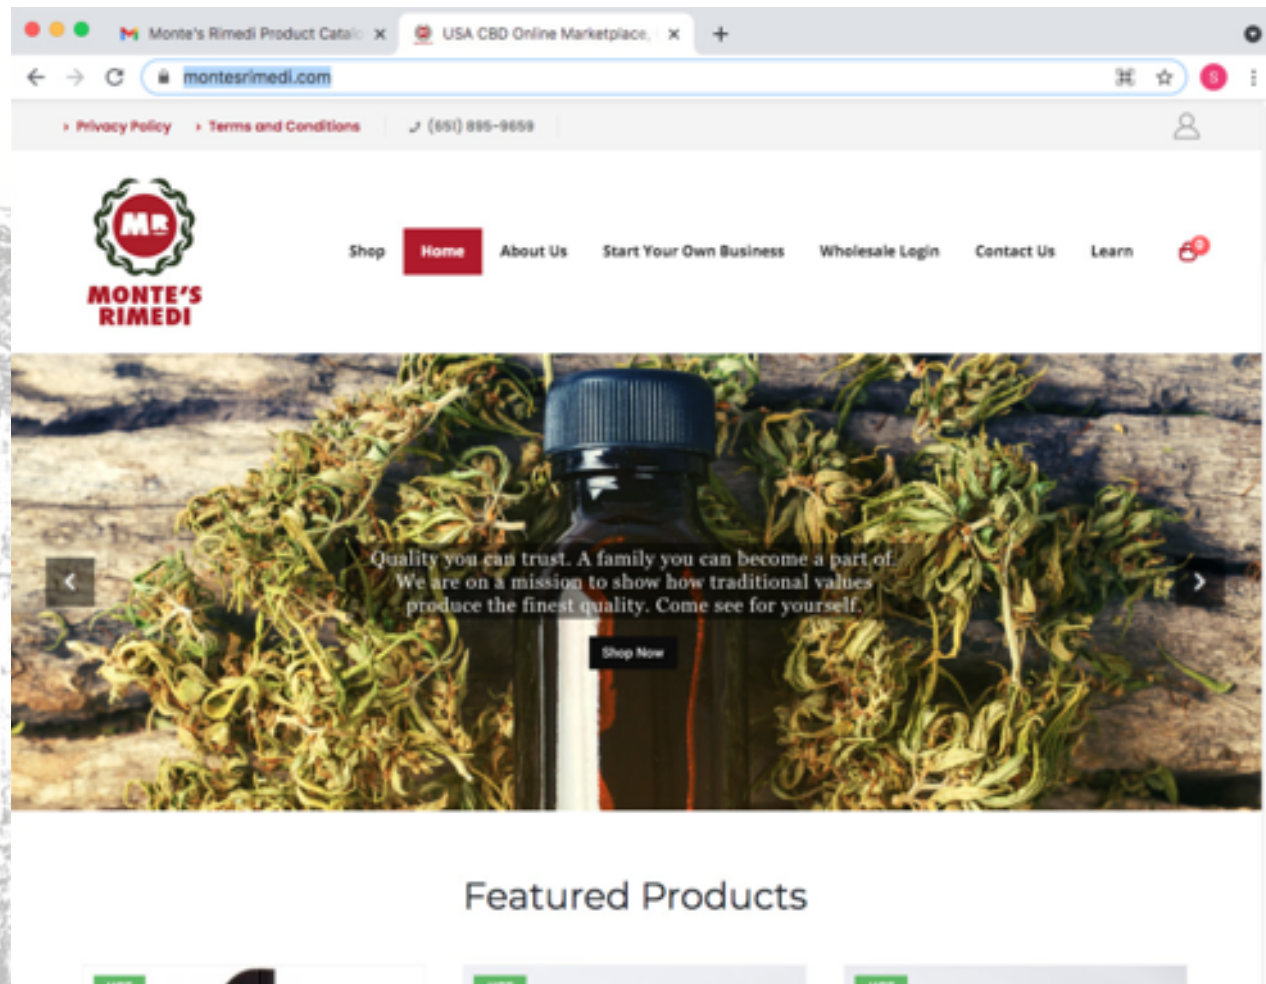 Monte's Rimedi Product Catal
USA CBD Online Marketplace,
montesrimedi.com
S
Privacy Policy
Terms and Conditions
(651) 895-9659
MR
MONTE'S
RIMEDI
Shop
Home
About Us
Start Your Own Business
Wholesale Login
Contact Us
Learn
0
Quality you can trust. A family you can become a part of.
We are on a mission to show how traditional values
produce the finest quality. Come see for yourself.
Shop Now
Featured Products